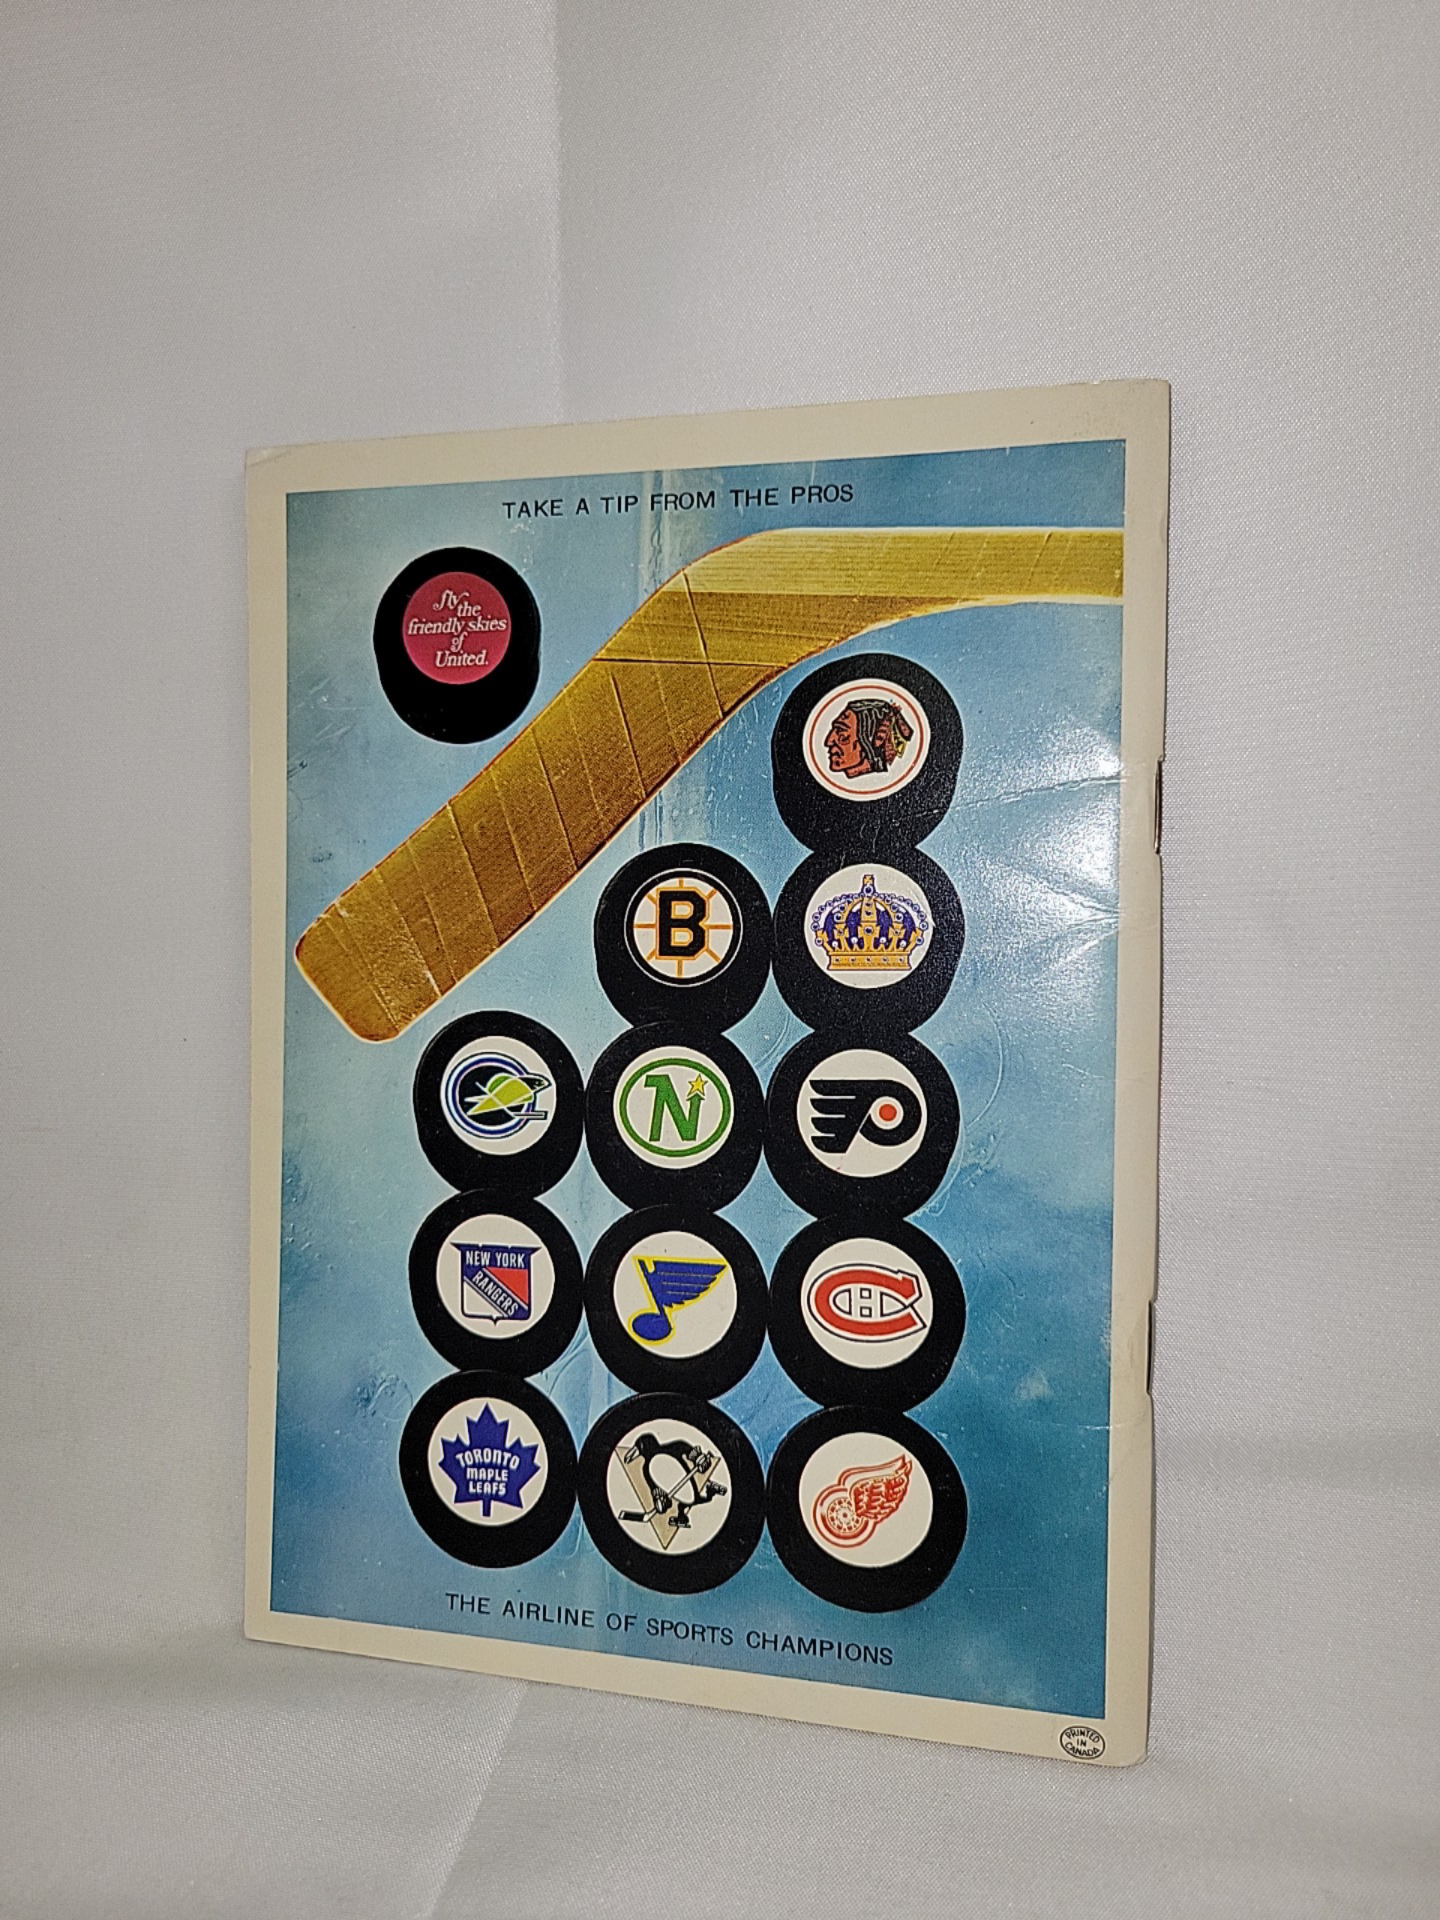 TAKE A TIP FROM THE PROS
fly
the
friendly skies
of
United.
B
N
P
NEW YORK
RANGERS
CH
TORONTO
MAPLE
LEAFS
THE AIRLINE OF SPORTS CHAMPIONS
PRINTED
IN
CANADA